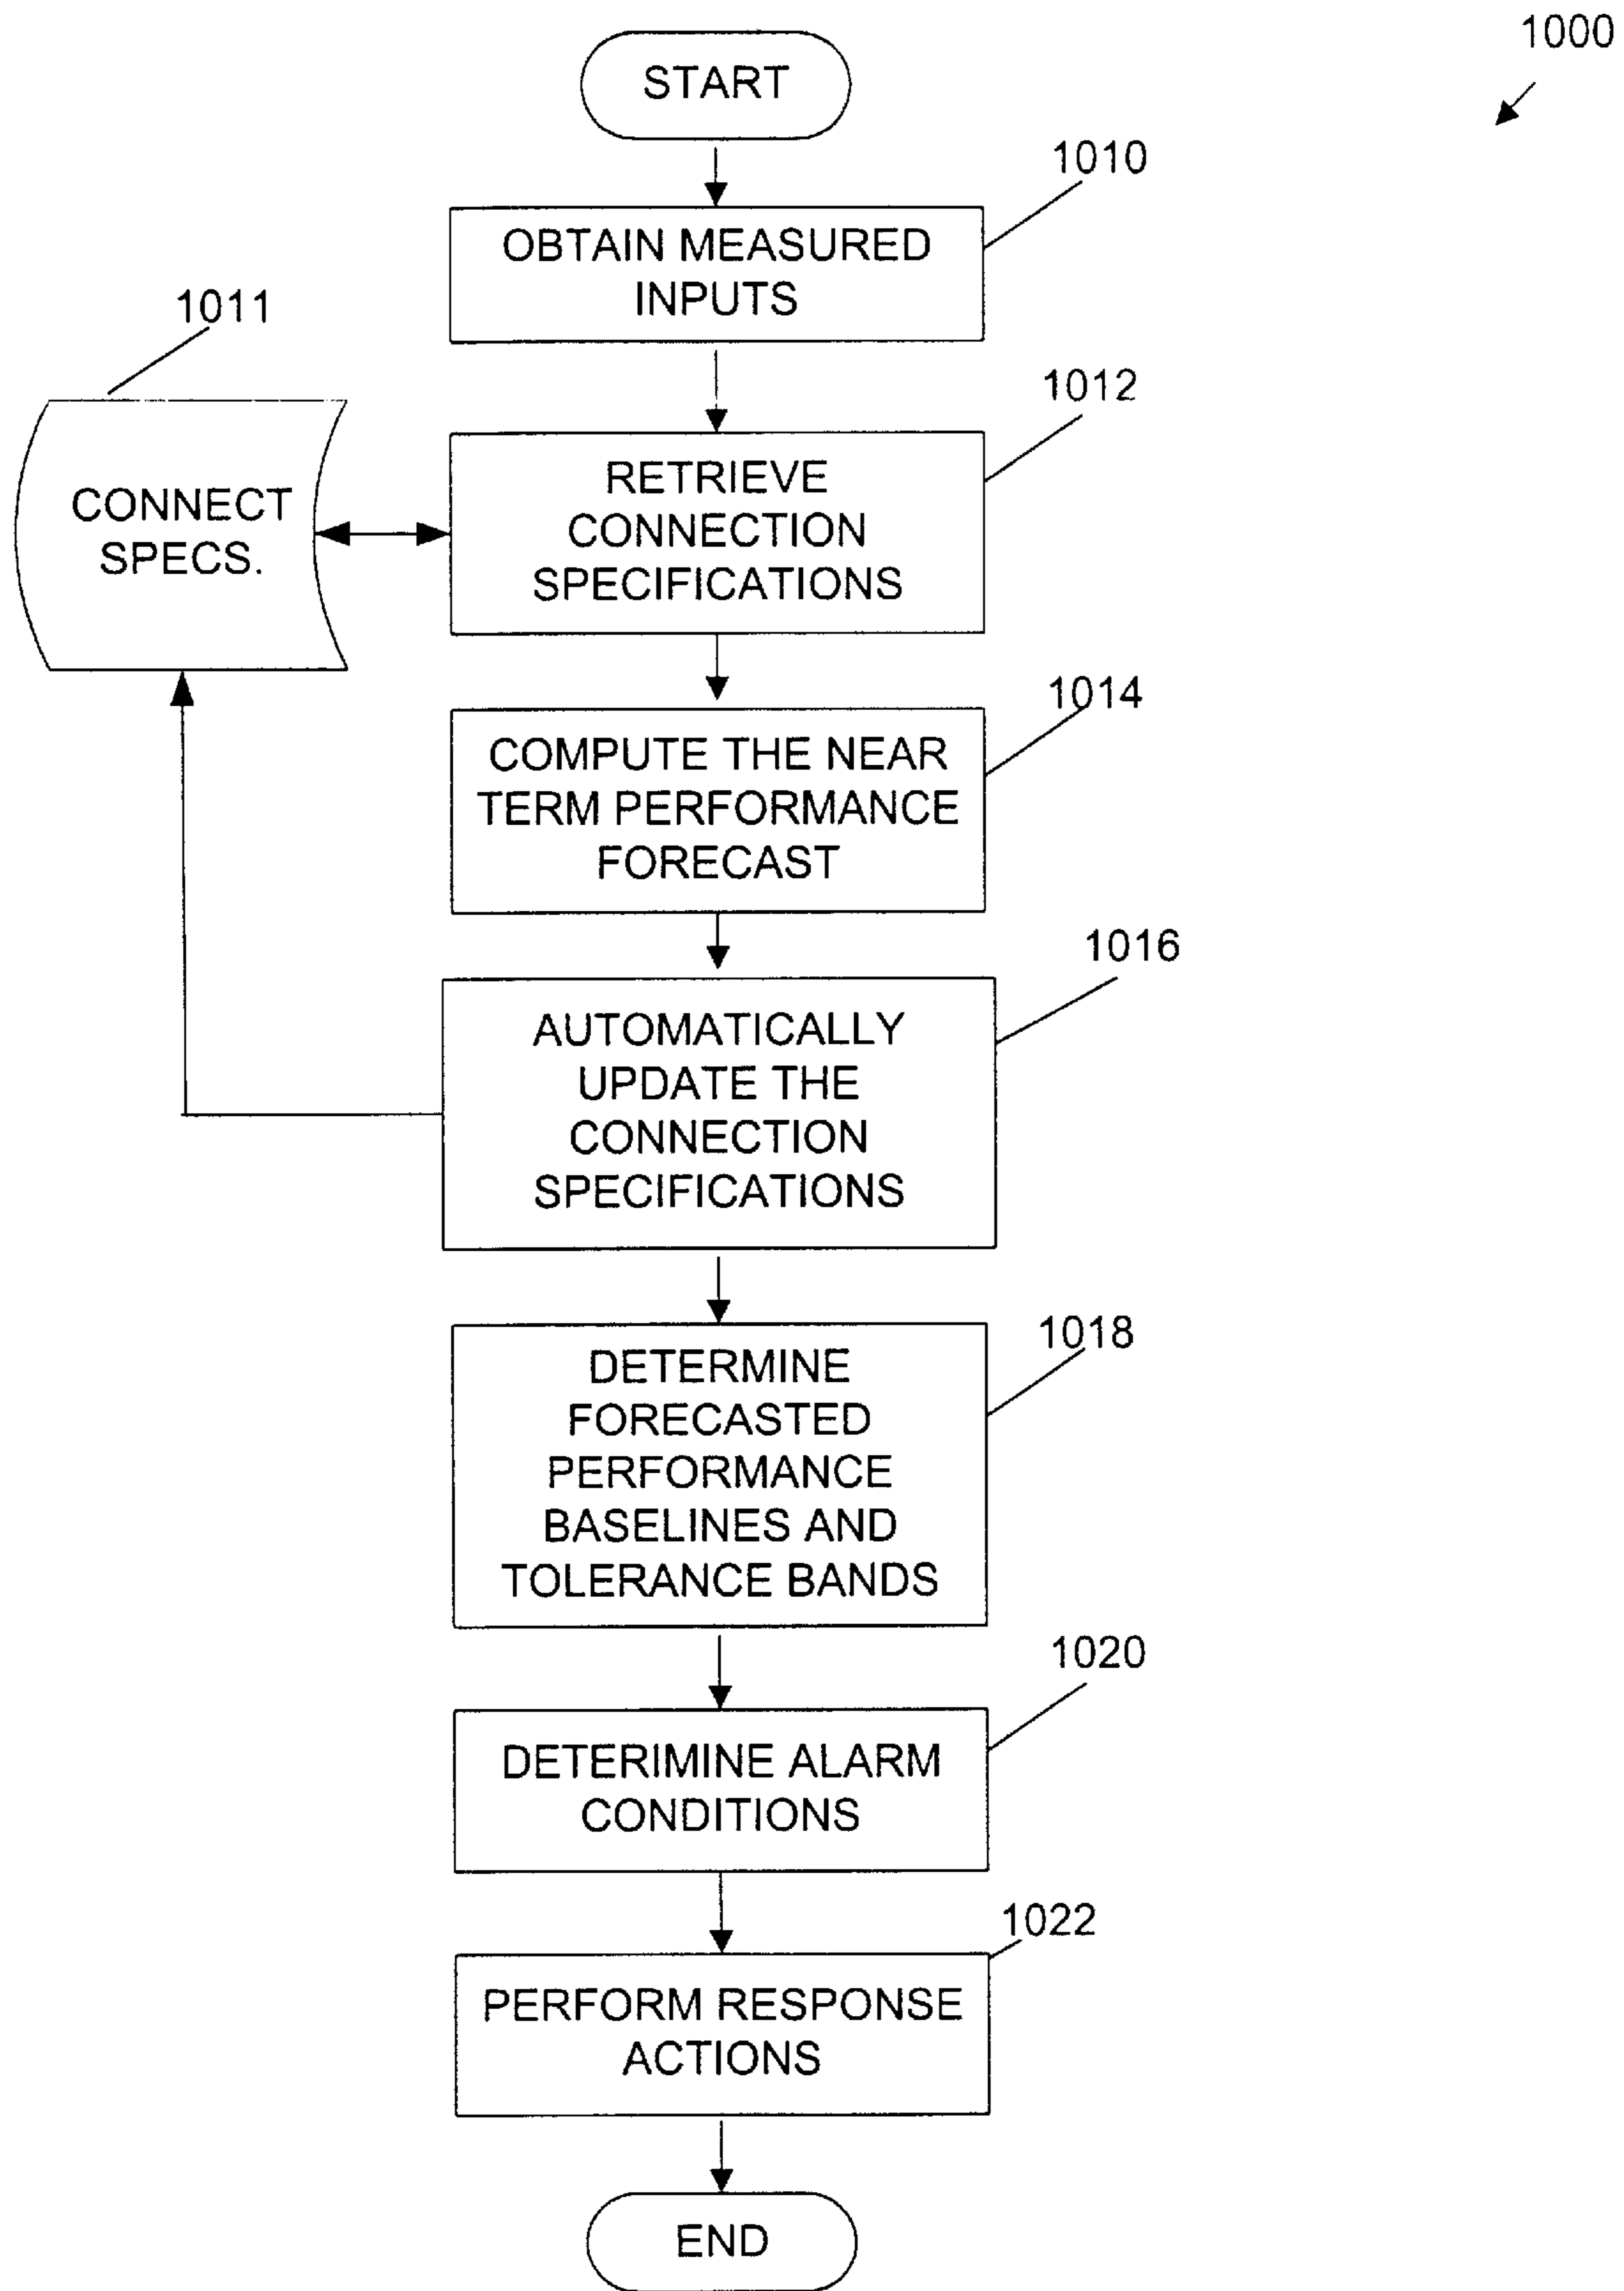 1000
START
1010
OBTAIN MEASURED
INPUTS
1011
1012
CONNECT
SPECS.
RETRIEVE
CONNECTION
SPECIFICATIONS
1014
COMPUTE THE NEAR
TERM PERFORMANCE
FORECAST
1016
AUTOMATICALLY
UPDATE THE
CONNECTION
SPECIFICATIONS
1018
DETERMINE
FORECASTED
PERFORMANCE
BASELINES AND
TOLERANCE BANDS
1020
DETERIMINE ALARM
CONDITIONS
1022
PERFORM RESPONSE
ACTIONS
END